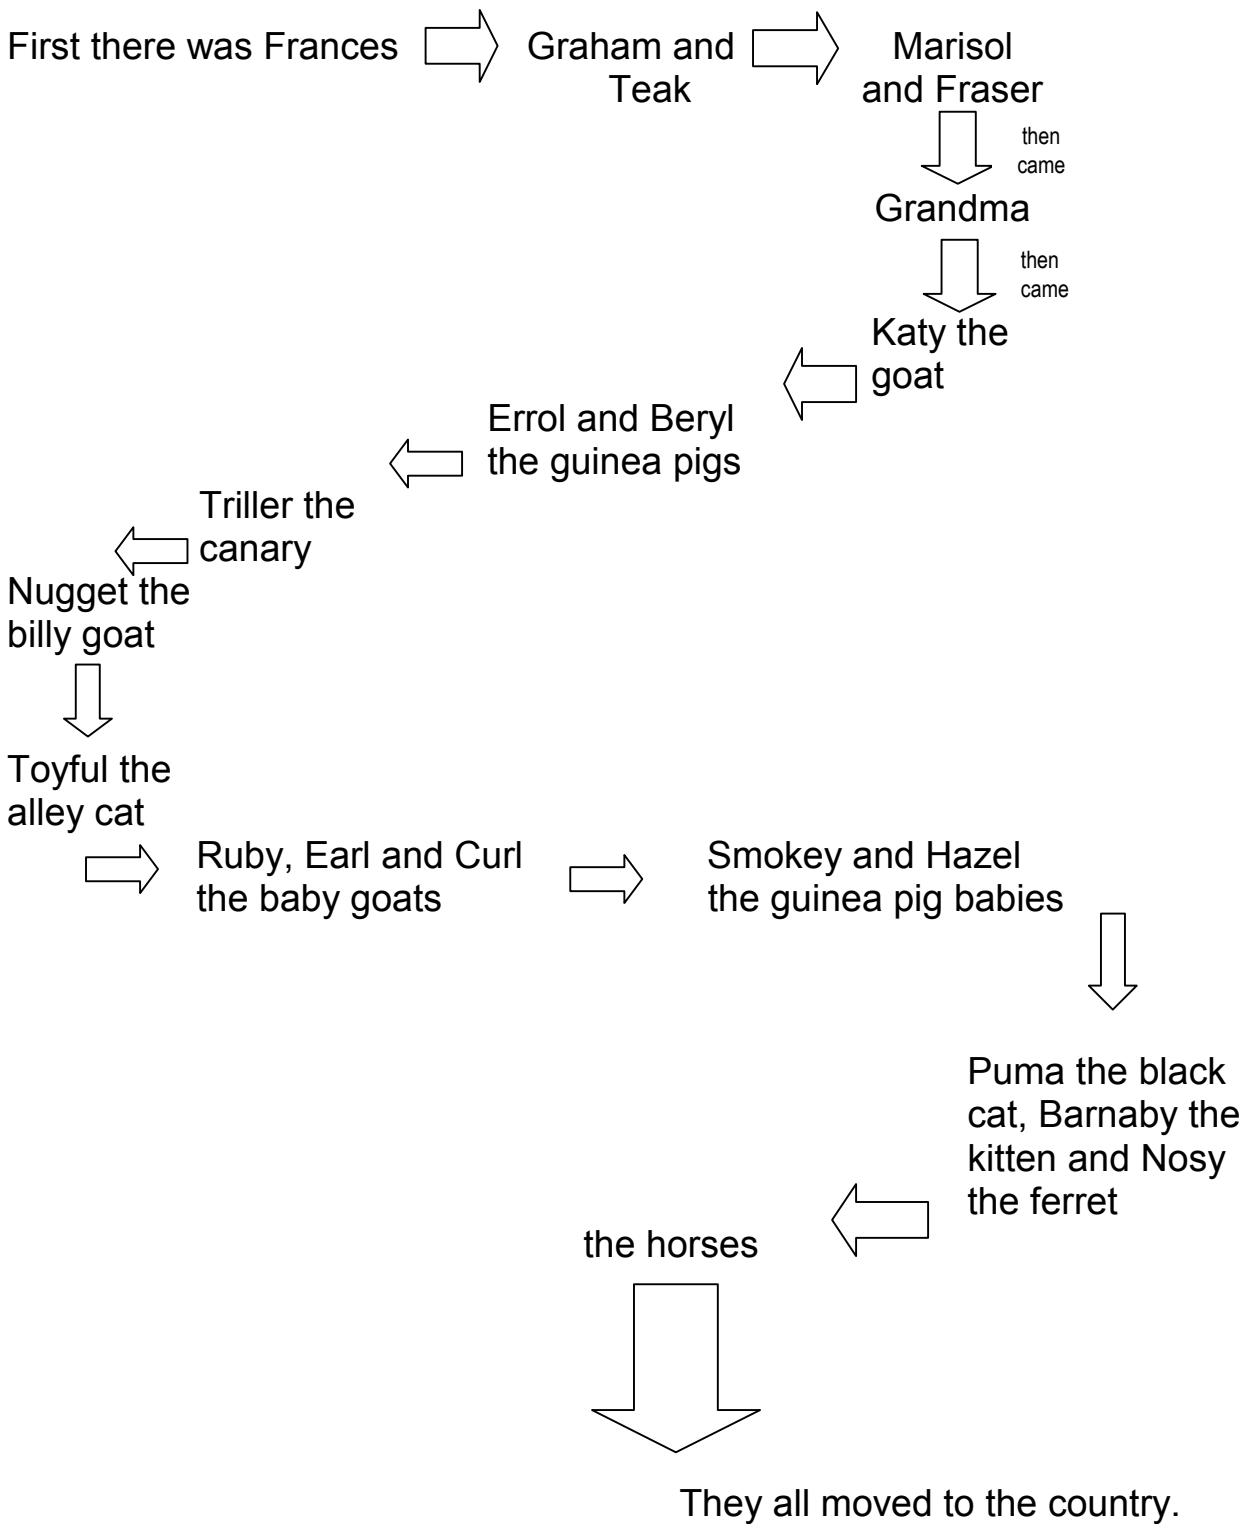 First there was Frances
Graham and
Teak
Marisol
and Fraser
then
came
Grandma
then
came
Katy the
goat
Errol and Beryl
the guinea pigs
Triller the
canary
Nugget the
billy goat
Toyful the
alley cat
Ruby, Earl and Curl
the baby goats
Smokey and Hazel
the guinea pig babies
Puma the black
cat, Barnaby the
kitten and Nosy
the ferret
the horses
They all moved to the country.